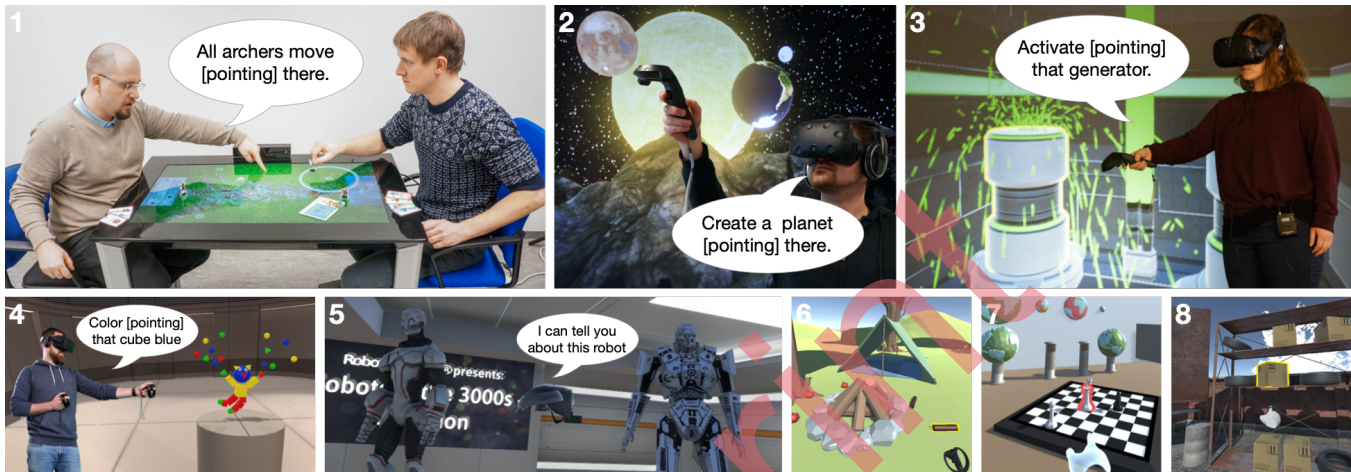 1
All archers move
[pointing] there.
2
Create a planet
[pointing] there.
3
Activate [pointing]
that generator.
4
Color [pointing]
that cube blue
5
I can tell you
about this robot
presents:
the 3000s
6
7
8